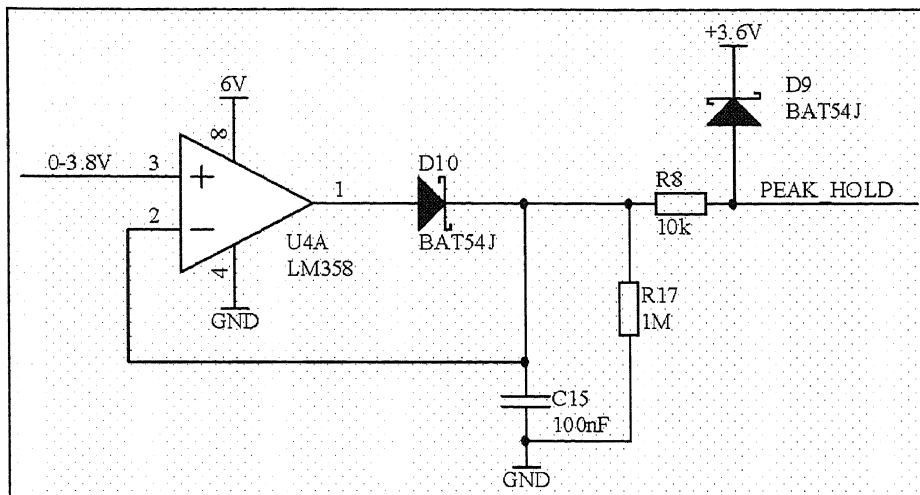 +3.6V
6V
D9
BAT54J
8
0-3.8V
3
+
D10
1
R8
PEAK_HOLD
2
−
10k
U4A
BAT54J
LM358
4
R17
GND
1M
C15
100nF
GND